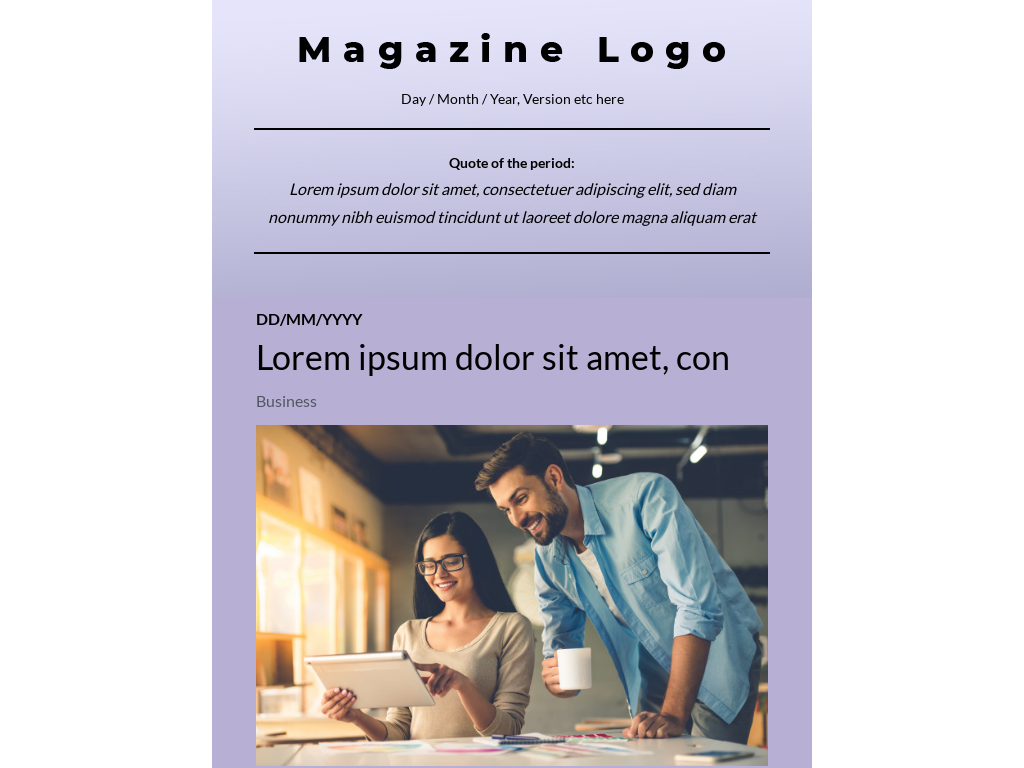 Magazine Logo
Day / Month / Year, Version etc here
Quote of the period:
Lorem ipsum dolor sit amet, consectetuer adipiscing elit, sed diam
nonummy nibh euismod tincidunt ut laoreet dolore magna aliquam erat
DD/MM/YYYY
Lorem ipsum dolor sit amet, con
Business